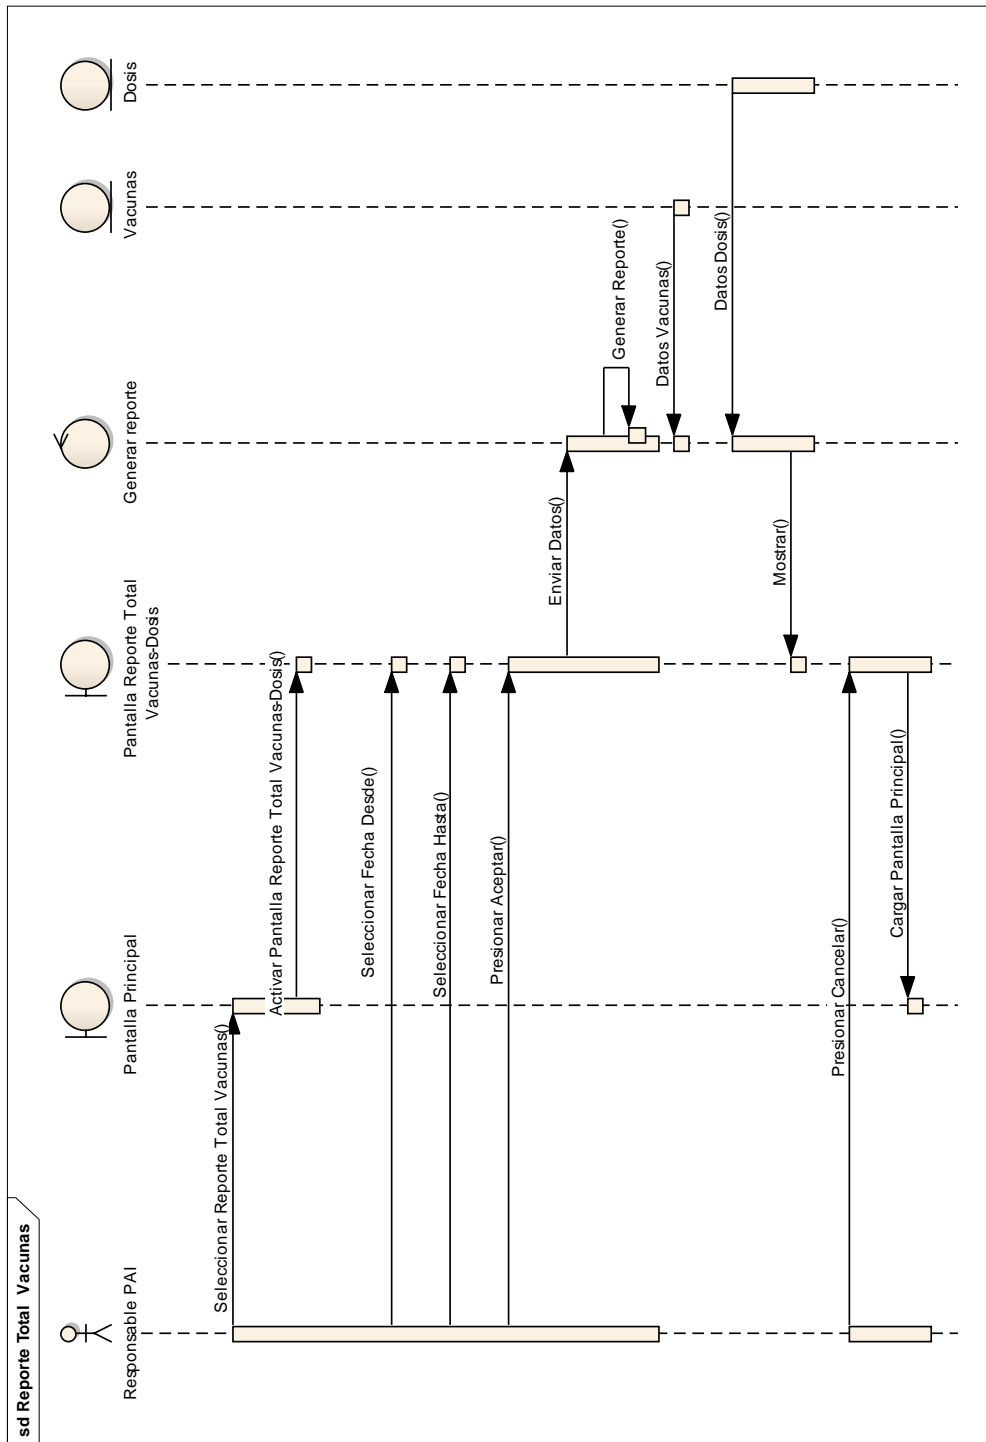 sd Reporte Total Vacunas
Responsable PAI
Pantalla Principal
Pantalla Reporte Total
Vacunas-Dosis
Generar reporte
Vacunas
Dosis
Seleccionar Reporte Total Vacunas()
Activar Pantalla Reporte Total Vacunas-Dosis()
Seleccionar Fecha Desde()
Seleccionar Fecha Hasta()
Presionar Aceptar()
Enviar Datos()
Generar Reporte()
Datos Vacunas()
Datos Dosis()
Mostrar()
Presionar Cancelar()
Cargar Pantalla Principal()